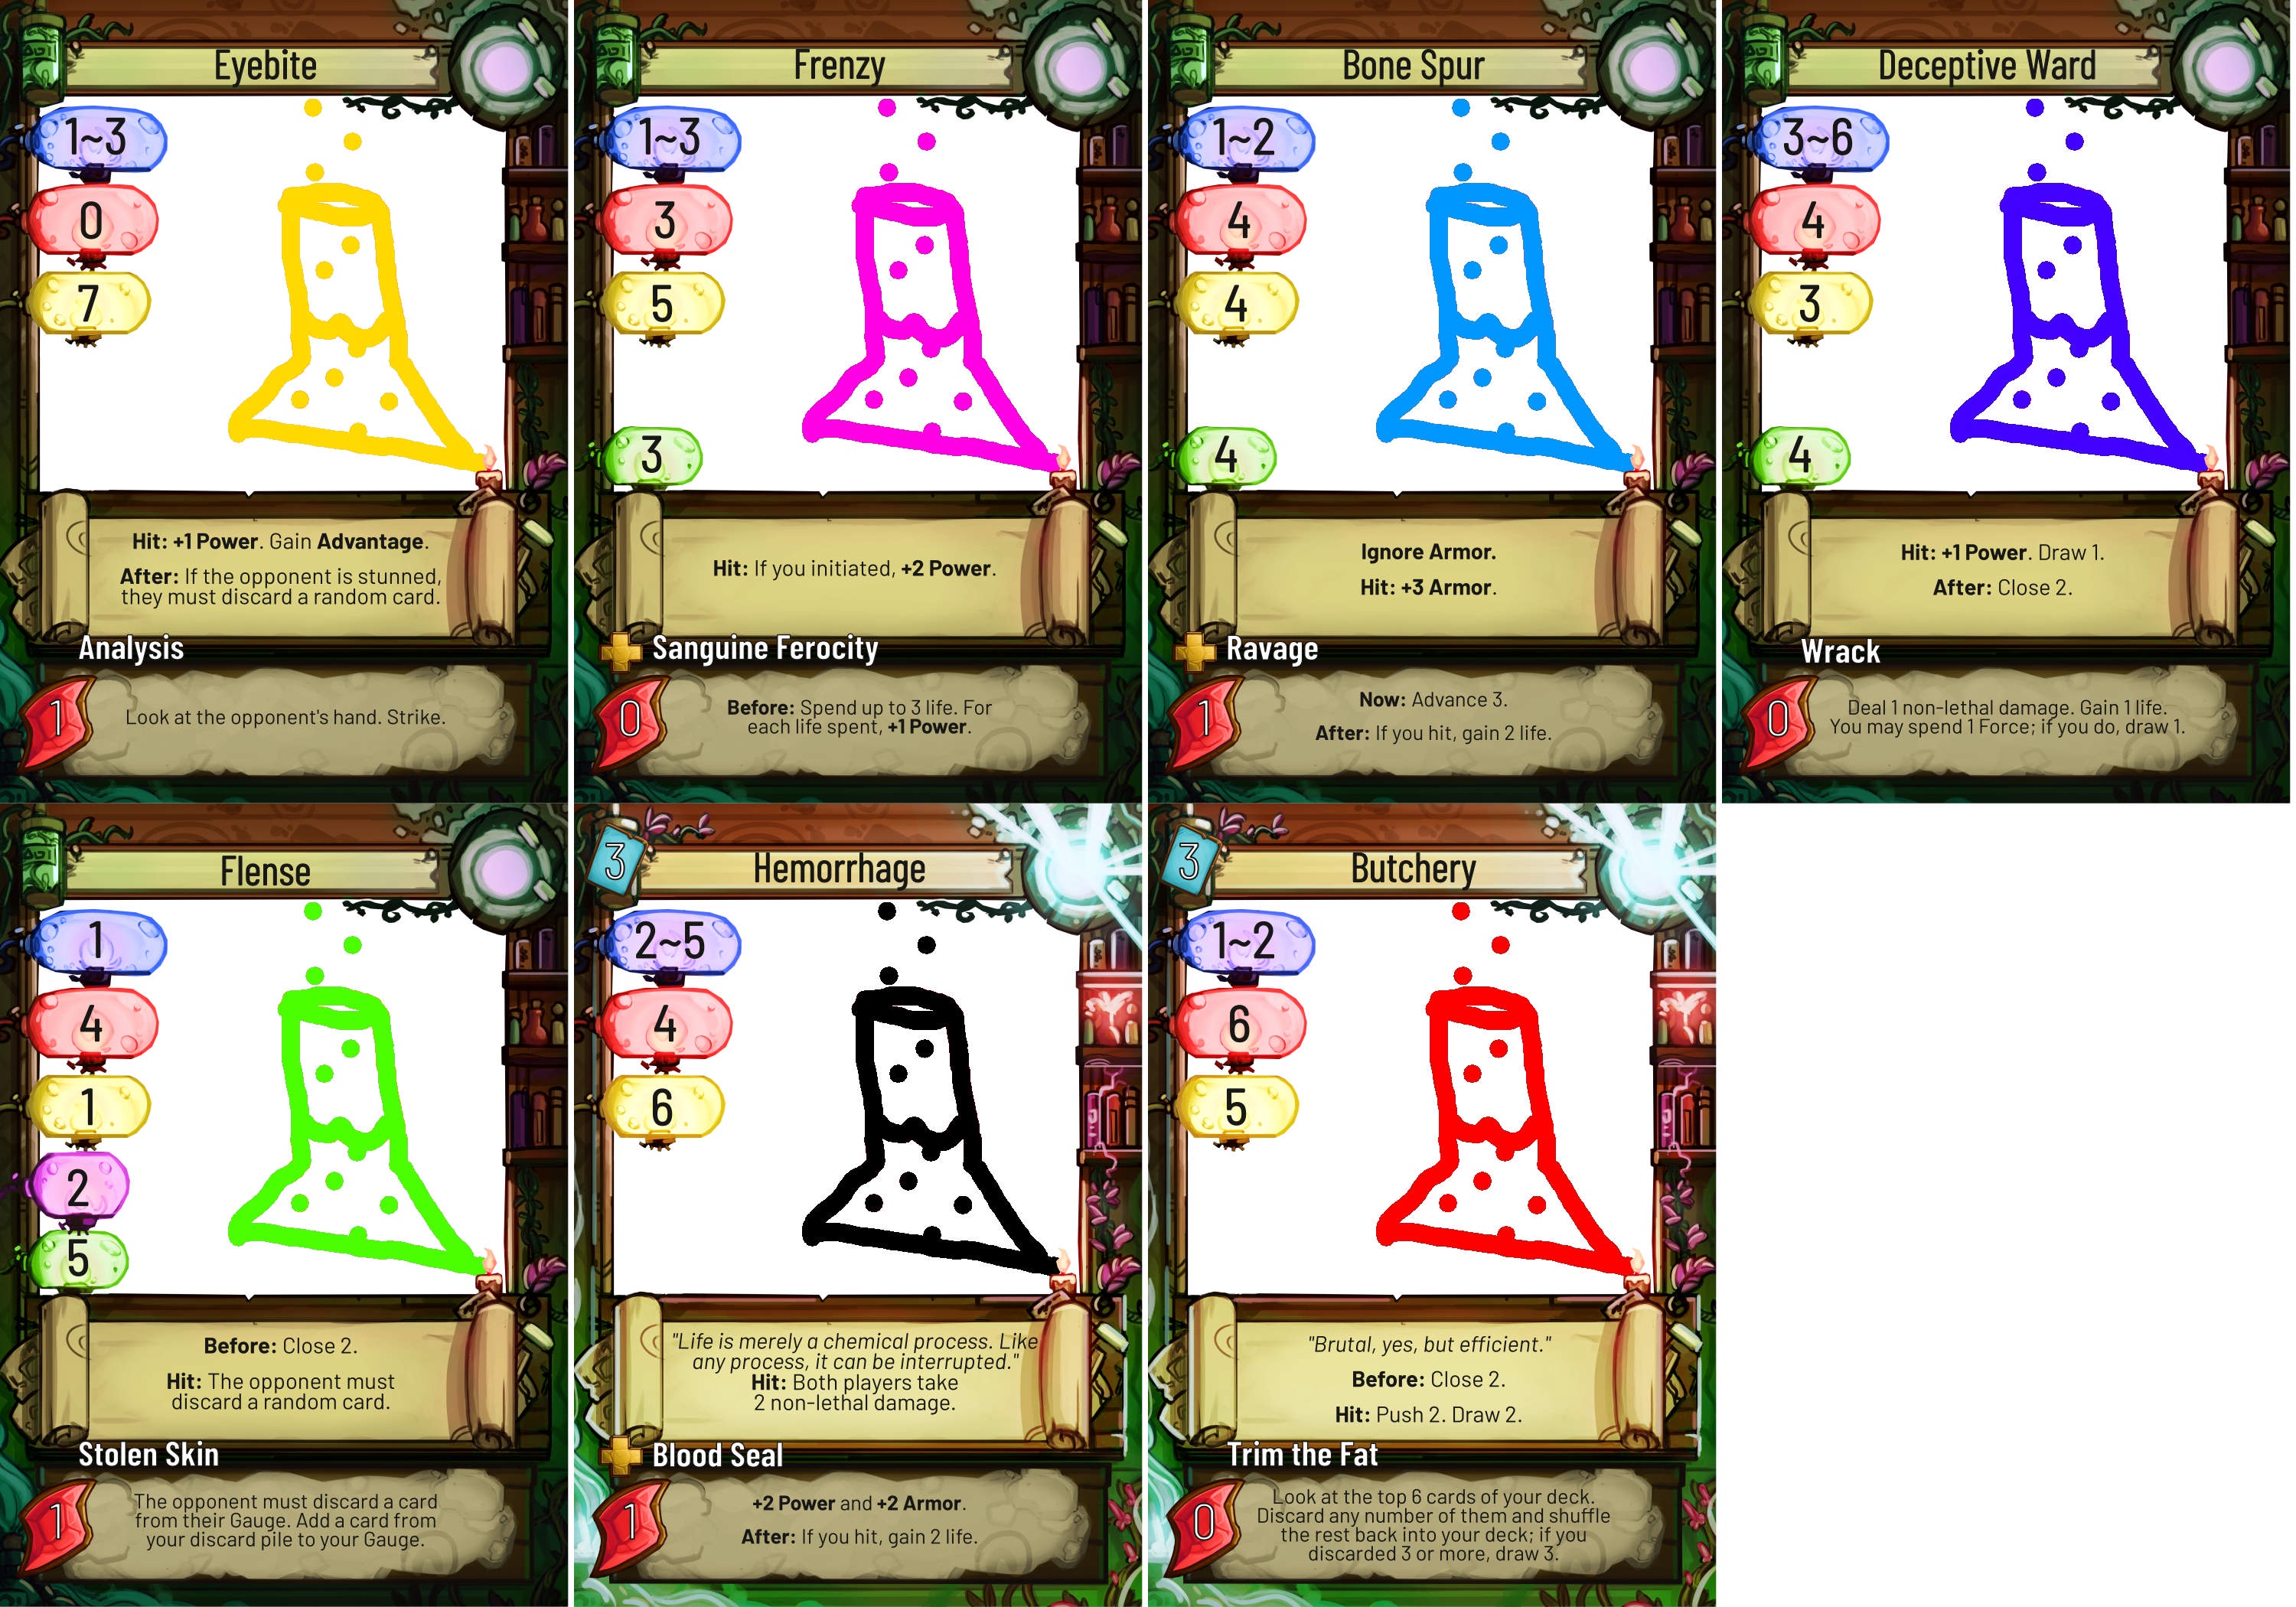 Eyebite
1~3
0
7
Hit: +1 Power. Gain Advantage.
After: If the opponent is stunned,
they must discard a random card.
Analysis
1
Look at the opponent's hand. Strike.
Frenzy
1~3
3
5
3
Hit: If you initiated, +2 Power.
Sanguine Ferocity
0
Before: Spend up to 3 life. For
each life spent, +1 Power.
Bone Spur
1~2
4
4
4
Ignore Armor.
Hit: +3 Armor.
Ravage
1
Now: Advance 3.
After: If you hit, gain 2 life.
Deceptive Ward
3~6
4
3
4
Hit: +1 Power. Draw 1.
After: Close 2.
Wrack
0
Deal 1 non-lethal damage. Gain 1 life.
You may spend 1 Force; if you do, draw 1.
Flense
1
4
1
2
5
Before: Close 2.
Hit: The opponent must
discard a random card.
Stolen Skin
1
The opponent must discard a card
from their Gauge. Add a card from
your discard pile to your Gauge.
3
Hemorrhage
2~5
4
6
"Life is merely a chemical process. Like
any process, it can be interrupted."
Hit: Both players take
2 non-lethal damage.
Blood Seal
1
+2 Power and +2 Armor.
After: If you hit, gain 2 life.
3
Butchery
1~2
6
5
"Brutal, yes, but efficient."
Before: Close 2.
Hit: Push 2. Draw 2.
Trim the Fat
0
Look at the top 6 cards of your deck.
Discard any number of them and shuffle
the rest back into your deck; if you
discarded 3 or more, draw 3.